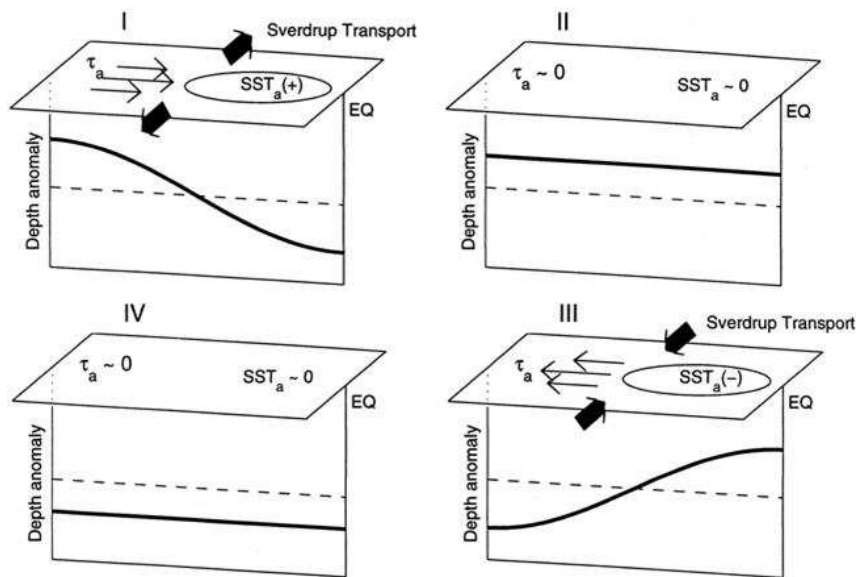 I
Sverdrup Transport
τa
SSTa(+)
EQ
Depth anomaly
II
τa ~ 0
SSTa ~ 0
EQ
Depth anomaly
IV
τa ~ 0
SSTa ~ 0
EQ
Depth anomaly
III
Sverdrup Transport
τa
SSTa(–)
EQ
Depth anomaly